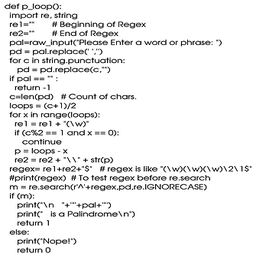 def p_loop():
import re, string
re1="" # Beginning of Regex
re2="" # End of Regex
pal=raw_input("Please Enter a word or phrase: ")
pd = pal.replace(' ','')
for c in string.punctuation:
pd = pd.replace(c,"")
if pal == "" :
return -1
c=len(pd) # Count of chars.
loops = (c+1)/2
for x in range(loops):
re1 = re1 + "(\w)"
if (c%2 == 1 and x == 0):
continue
p = loops - x
re2 = re2 + "\\" + str(p)
regex= re1+re2+"$" # regex is like "(\w)(\w)(\w)\2\1$"
#print(regex) # To test regex before re.search
m = re.search(r'^'+regex,pd,re.IGNORECASE)
if (m):
print("\n "+'"'+pal+'"')
print(" is a Palindrome\n")
return 1
else:
print("Nope!")
return 0